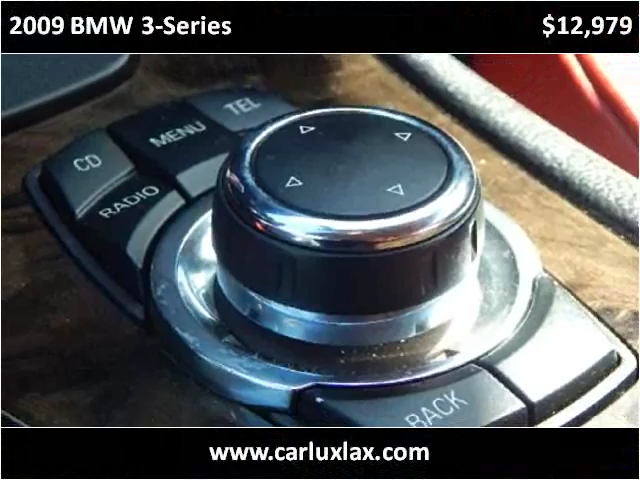 2009 BMW 3-Series $12,979
TEL
MENU
CD
RADIO
BACK
www.carluxlax.com